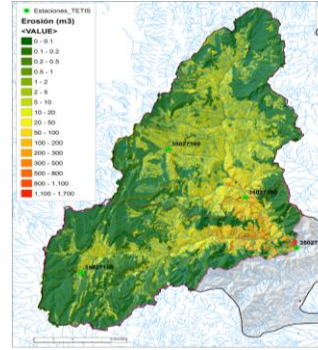 Estaciones_TETIS
Erosión (m3)
<VALUE>
0 - 0.1
0.1 - 0.2
0.2 - 0.5
0.5 - 1
1 - 2
2 - 5
5 - 10
10 - 20
20 - 50
50 - 100
100 - 200
200 - 300
300 - 500
500 - 800
800 - 1,100
1,100 - 1,700